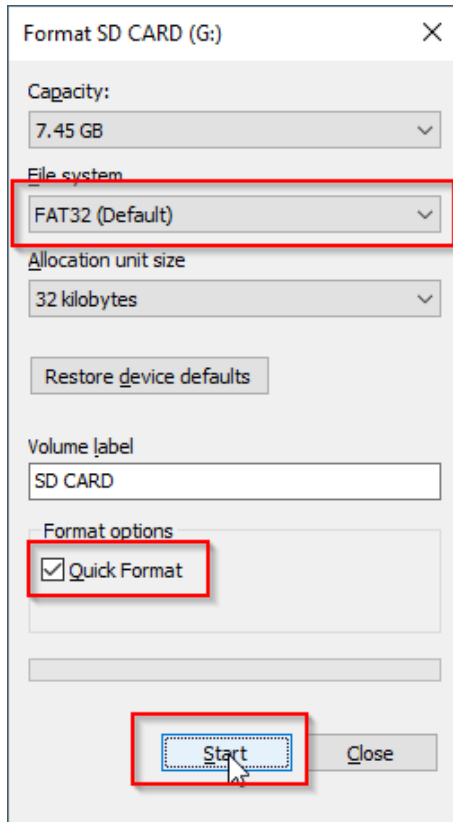 Format SD CARD (G:)
Capacity:
7.45 GB
File system
FAT32 (Default)
Allocation unit size
32 kilobytes
Restore device defaults
Volume label
SD CARD
Format options
Quick Format
Start
Close